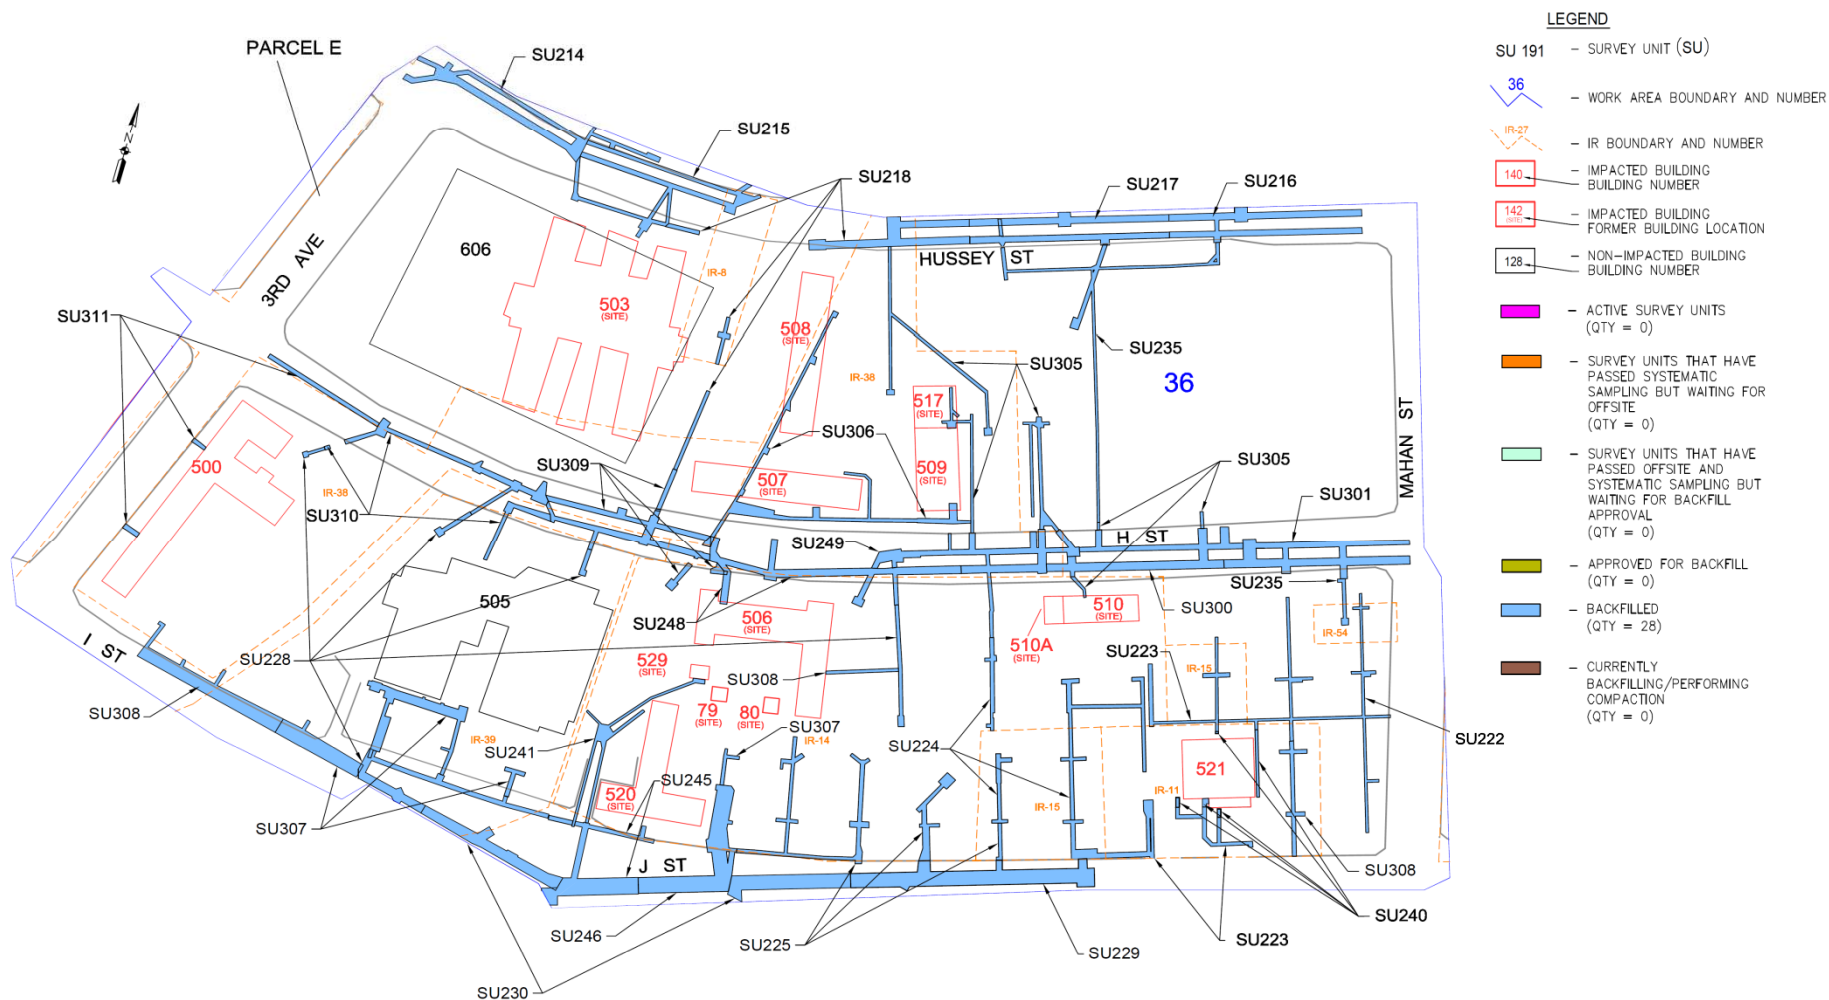 LEGEND
SU 191 - SURVEY UNIT (SU)
36 - WORK AREA BOUNDARY AND NUMBER
IR-27 - IR BOUNDARY AND NUMBER
140 - IMPACTED BUILDING
BUILDING NUMBER
142 - IMPACTED BUILDING
(SITE) FORMER BUILDING LOCATION
128 - NON-IMPACTED BUILDING
BUILDING NUMBER
- ACTIVE SURVEY UNITS
(QTY = 0)
- SURVEY UNITS THAT HAVE
PASSED SYSTEMATIC
SAMPLING BUT WAITING FOR
OFFSITE
(QTY = 0)
- SURVEY UNITS THAT HAVE
PASSED OFFSITE AND
SYSTEMATIC SAMPLING BUT
WAITING FOR BACKFILL
APPROVAL
(QTY = 0)
- APPROVED FOR BACKFILL
(QTY = 0)
- BACKFILLED
(QTY = 28)
- CURRENTLY
BACKFILLING/PERFORMING
COMPACTION
(QTY = 0)
PARCEL E
SU214
SU215
SU218
SU217
SU216
N
3RD AVE
606
HUSSEY ST
IR-8
503
(SITE)
508
(SITE)
SU311
SU235
SU305
36
IR-38
517
(SITE)
MAHAN ST
SU306
500
SU309
509
(SITE)
SU305
507
(SITE)
IR-38
SU310
SU301
H ST
SU249
SU235
505
SU300
510
(SITE)
506
(SITE)
SU248
IR-54
510A
(SITE)
I ST
SU228
529
(SITE)
SU223
IR-15
SU308
79
(SITE)
80
(SITE)
SU308
SU307
IR-39
IR-14
SU241
SU224
SU222
521
520
(SITE)
SU245
IR-15
IR-11
SU307
J ST
SU308
SU240
SU246
SU225
SU229
SU223
SU230